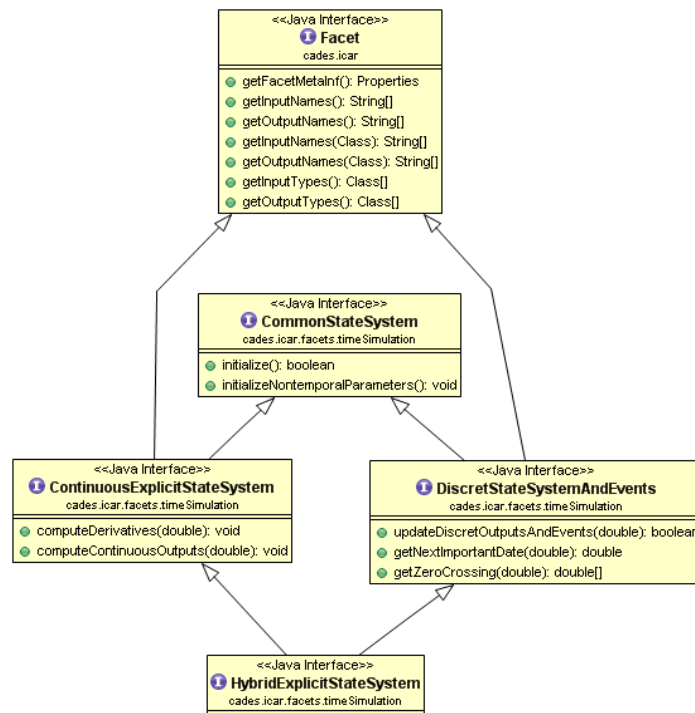 <<Java Interface>>
Facet
cades.icar
getFacetMetaInf(): Properties
getInputNames(): String[]
getOutputNames(): String[]
getInputNames(Class): String[]
getOutputNames(Class): String[]
getInputTypes(): Class[]
getOutputTypes(): Class[]
<<Java Interface>>
CommonStateSystem
cades.icar.facets.timeSimulation
initialize(): boolean
initializeNontemporalParameters(): void
<<Java Interface>>
ContinuousExplicitStateSystem
cades.icar.facets.timeSimulation
computeDerivatives(double): void
computeContinuousOutputs(double): void
<<Java Interface>>
DiscretStateSystemAndEvents
cades.icar.facets.timeSimulation
updateDiscretOutputsAndEvents(double): boolean
getNextImportantDate(double): double
getZeroCrossing(double): double[]
<<Java Interface>>
HybridExplicitStateSystem
cades.icar.facets.timeSimulation